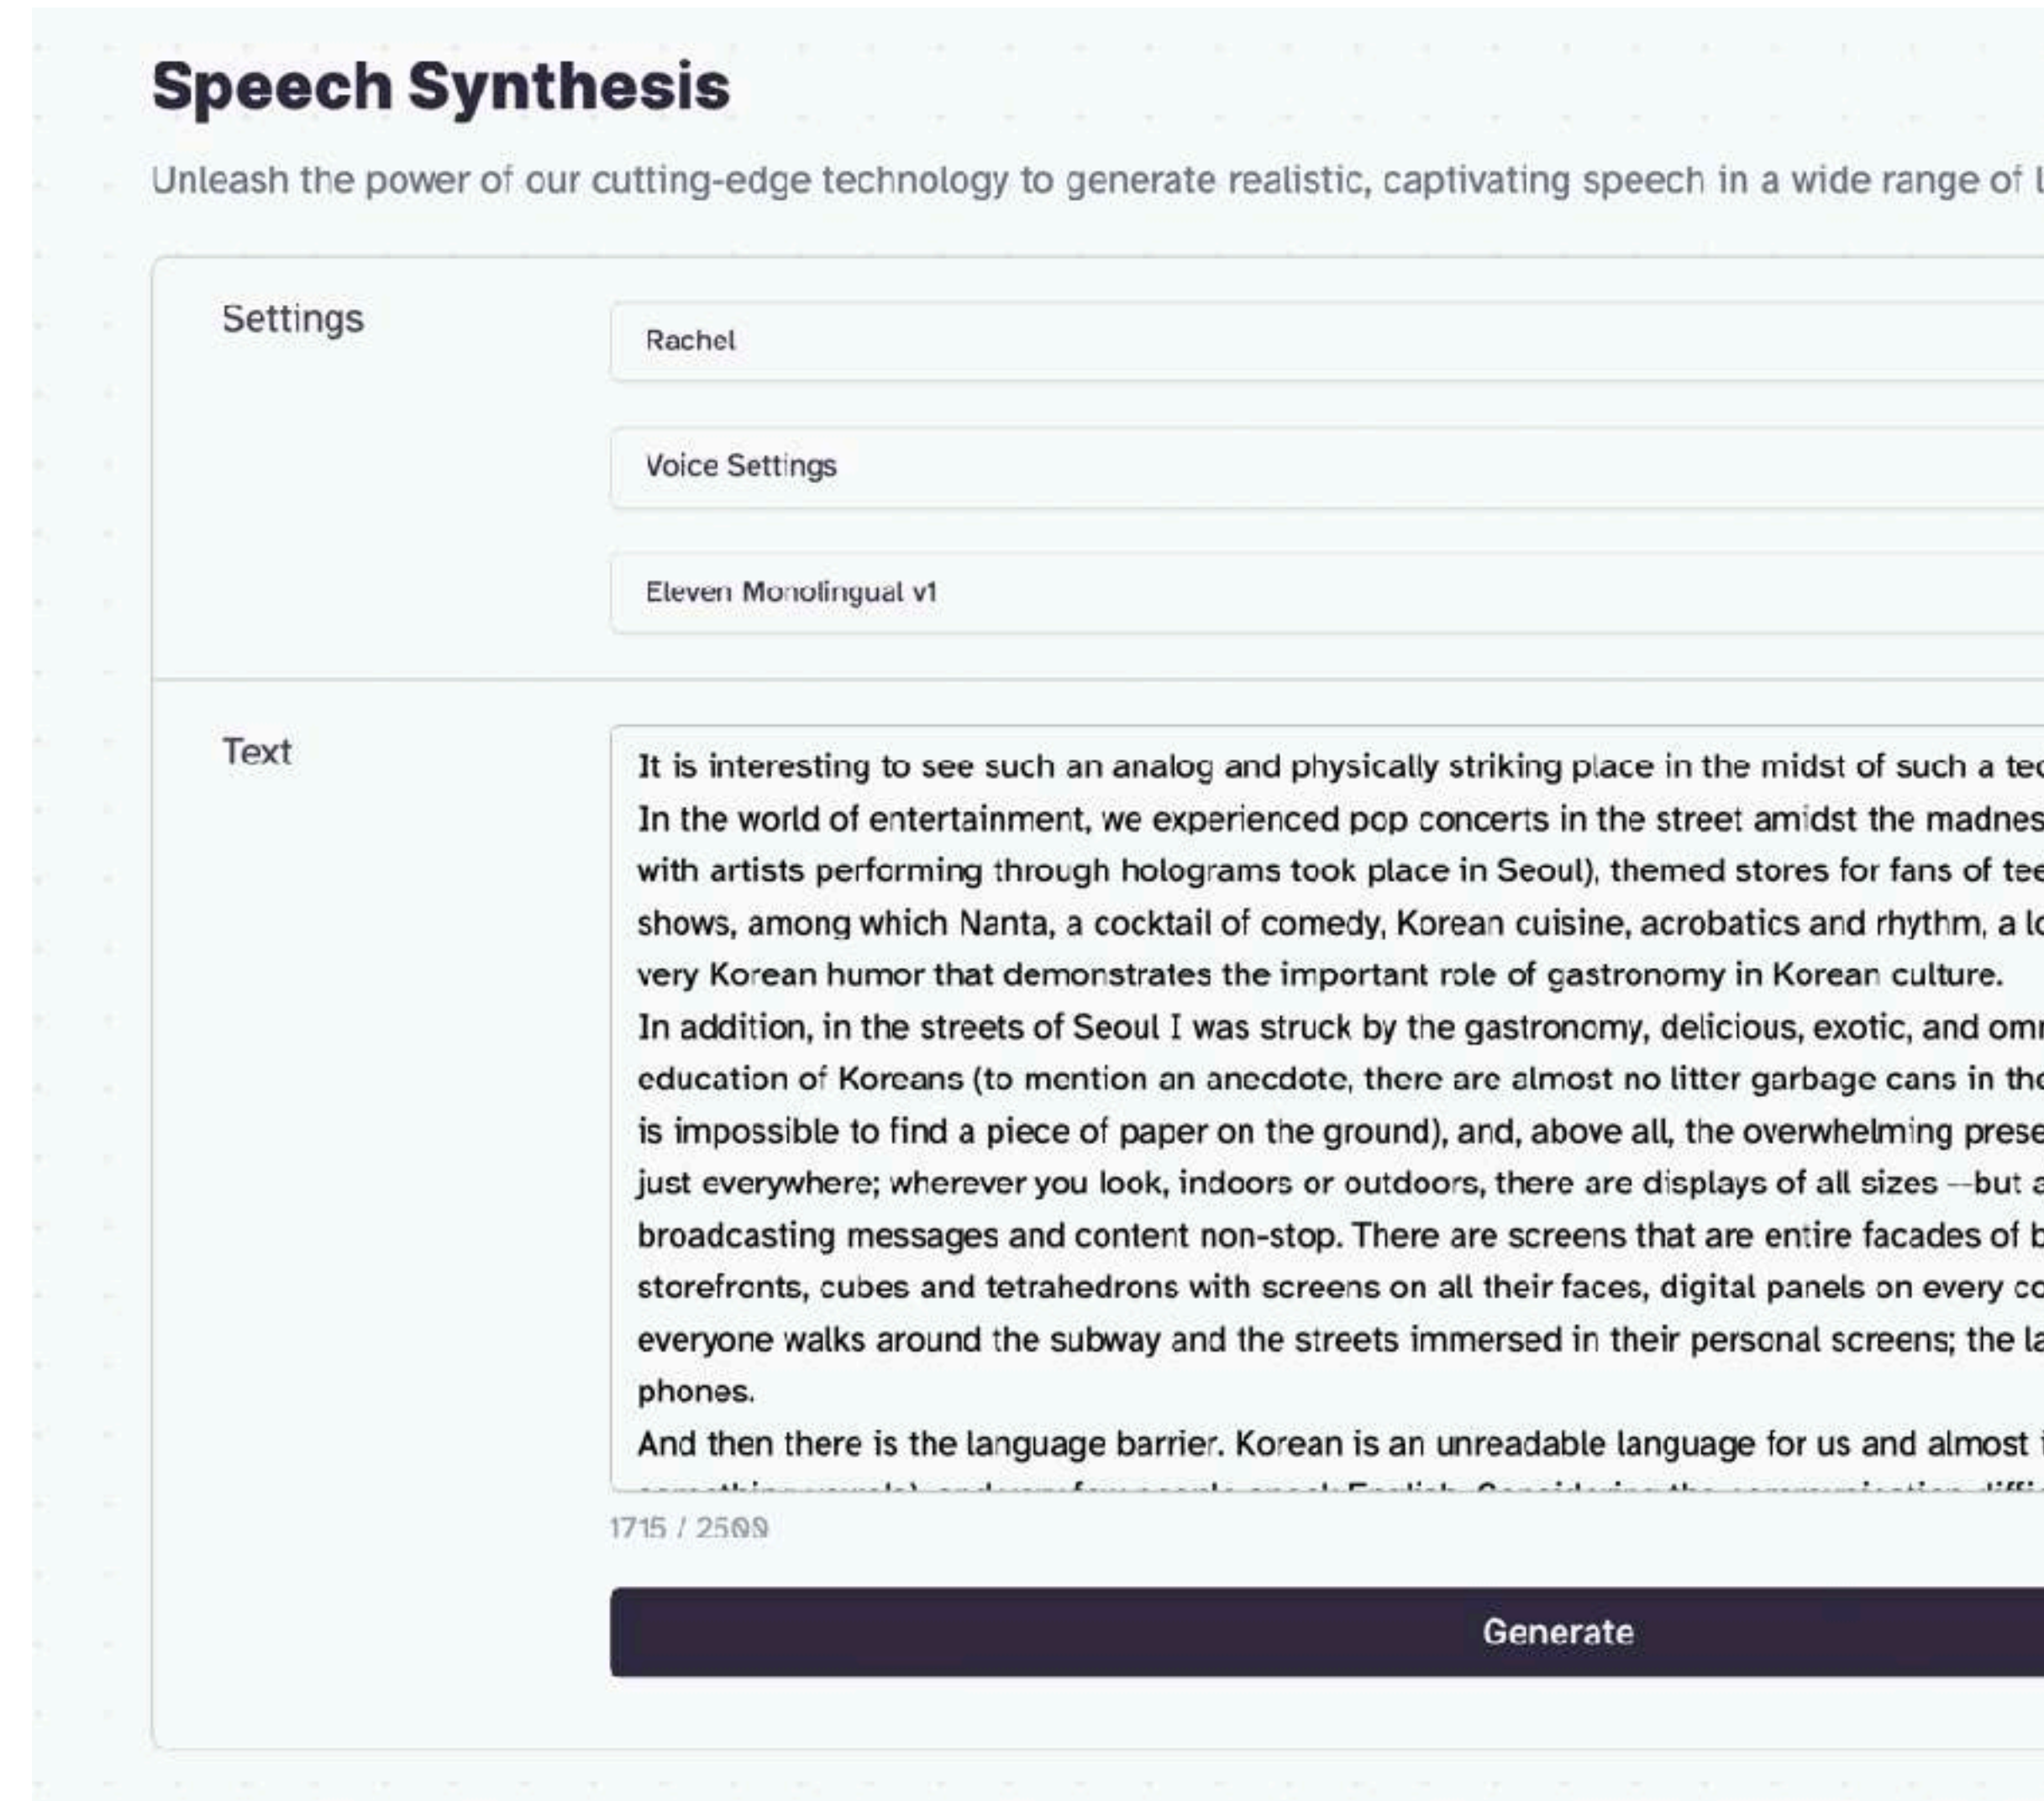 Speech Synthesis
Unleash the power of our cutting-edge technology to generate realistic, captivating speech in a wide range of
Settings
Rachel
Voice Settings
Eleven Monolingual v1
Text
It is interesting to see such an analog and physically striking place in the midst of such a
In the world of entertainment, we experienced pop concerts in the street amidst the
with artists performing through holograms took place in Seoul), themed stores for fans of
shows, among which Nanta, a cocktail of comedy, Korean cuisine, acrobatics and rhythm, a
very Korean humor that demonstrates the important role of gastronomy in Korean culture.
In addition, in the streets of Seoul I was struck by the gastronomy, delicious, exotic, and
education of Koreans (to mention an anecdote, there are almost no litter garbage cans in
is impossible to find a piece of paper on the ground), and, above all, the overwhelming
just everywhere; wherever you look, indoors or outdoors, there are displays of all sizes —but
broadcasting messages and content non-stop. There are screens that are entire facades of
storefronts, cubes and tetrahedrons with screens on all their faces, digital panels on every
everyone walks around the subway and the streets immersed in their personal screens; the
phones.
And then there is the language barrier. Korean is an unreadable language for us and almost
1715 / 2500
Generate